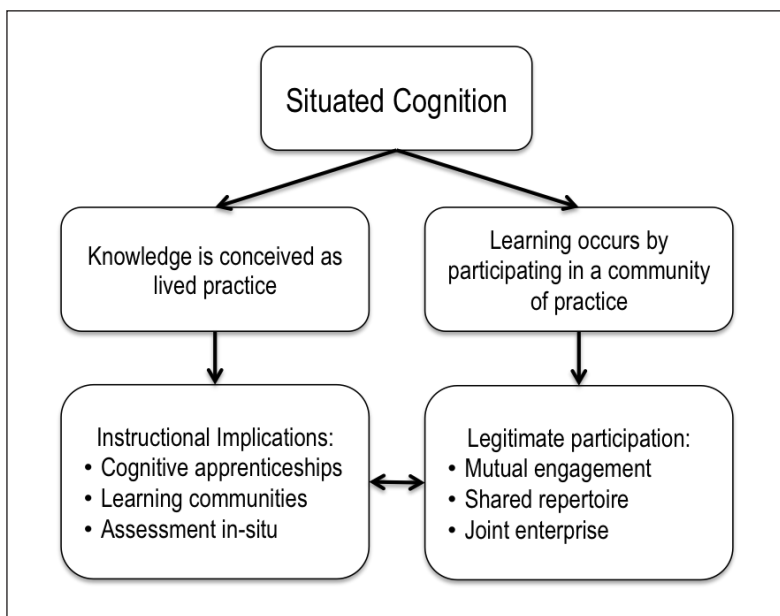 Situated Cognition
Knowledge is conceived as
lived practice
Learning occurs by
participating in a community
of practice
Instructional Implications:
• Cognitive apprenticeships
• Learning communities
• Assessment in-situ
Legitimate participation:
• Mutual engagement
• Shared repertoire
• Joint enterprise